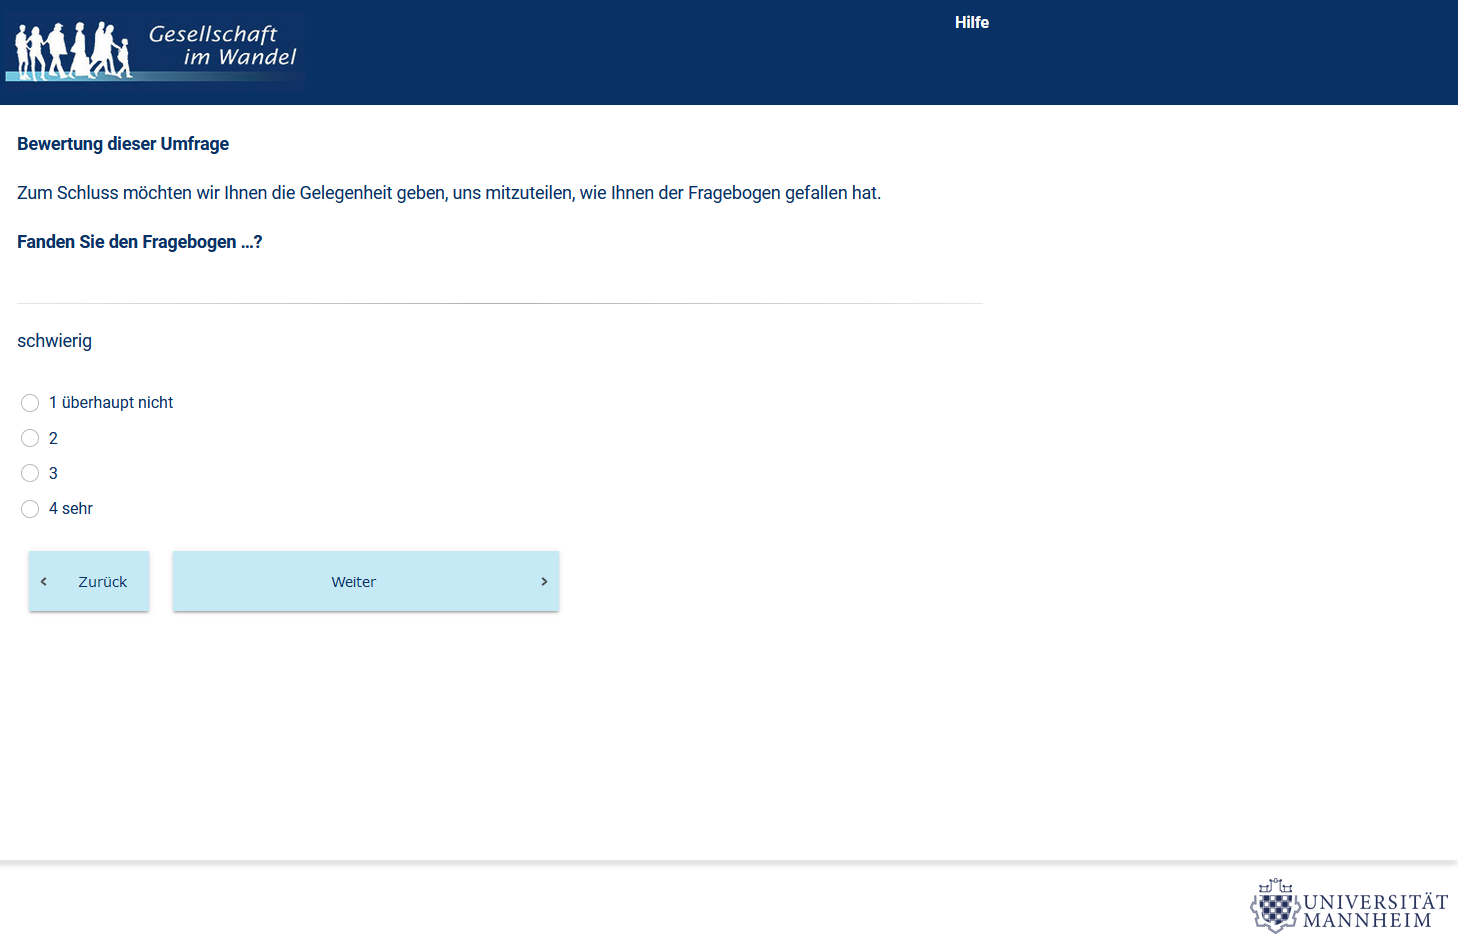 Gesellschaft
im Wandel
Hilfe
Bewertung dieser Umfrage
Zum Schluss möchten wir Ihnen die Gelegenheit geben, uns mitzuteilen, wie Ihnen der Fragebogen gefallen hat.
Fanden Sie den Fragebogen ...?
schwierig
1 überhaupt nicht
2
3
4 sehr
Zurück
Weiter
UNIVERSITÄT
MANNHEIM